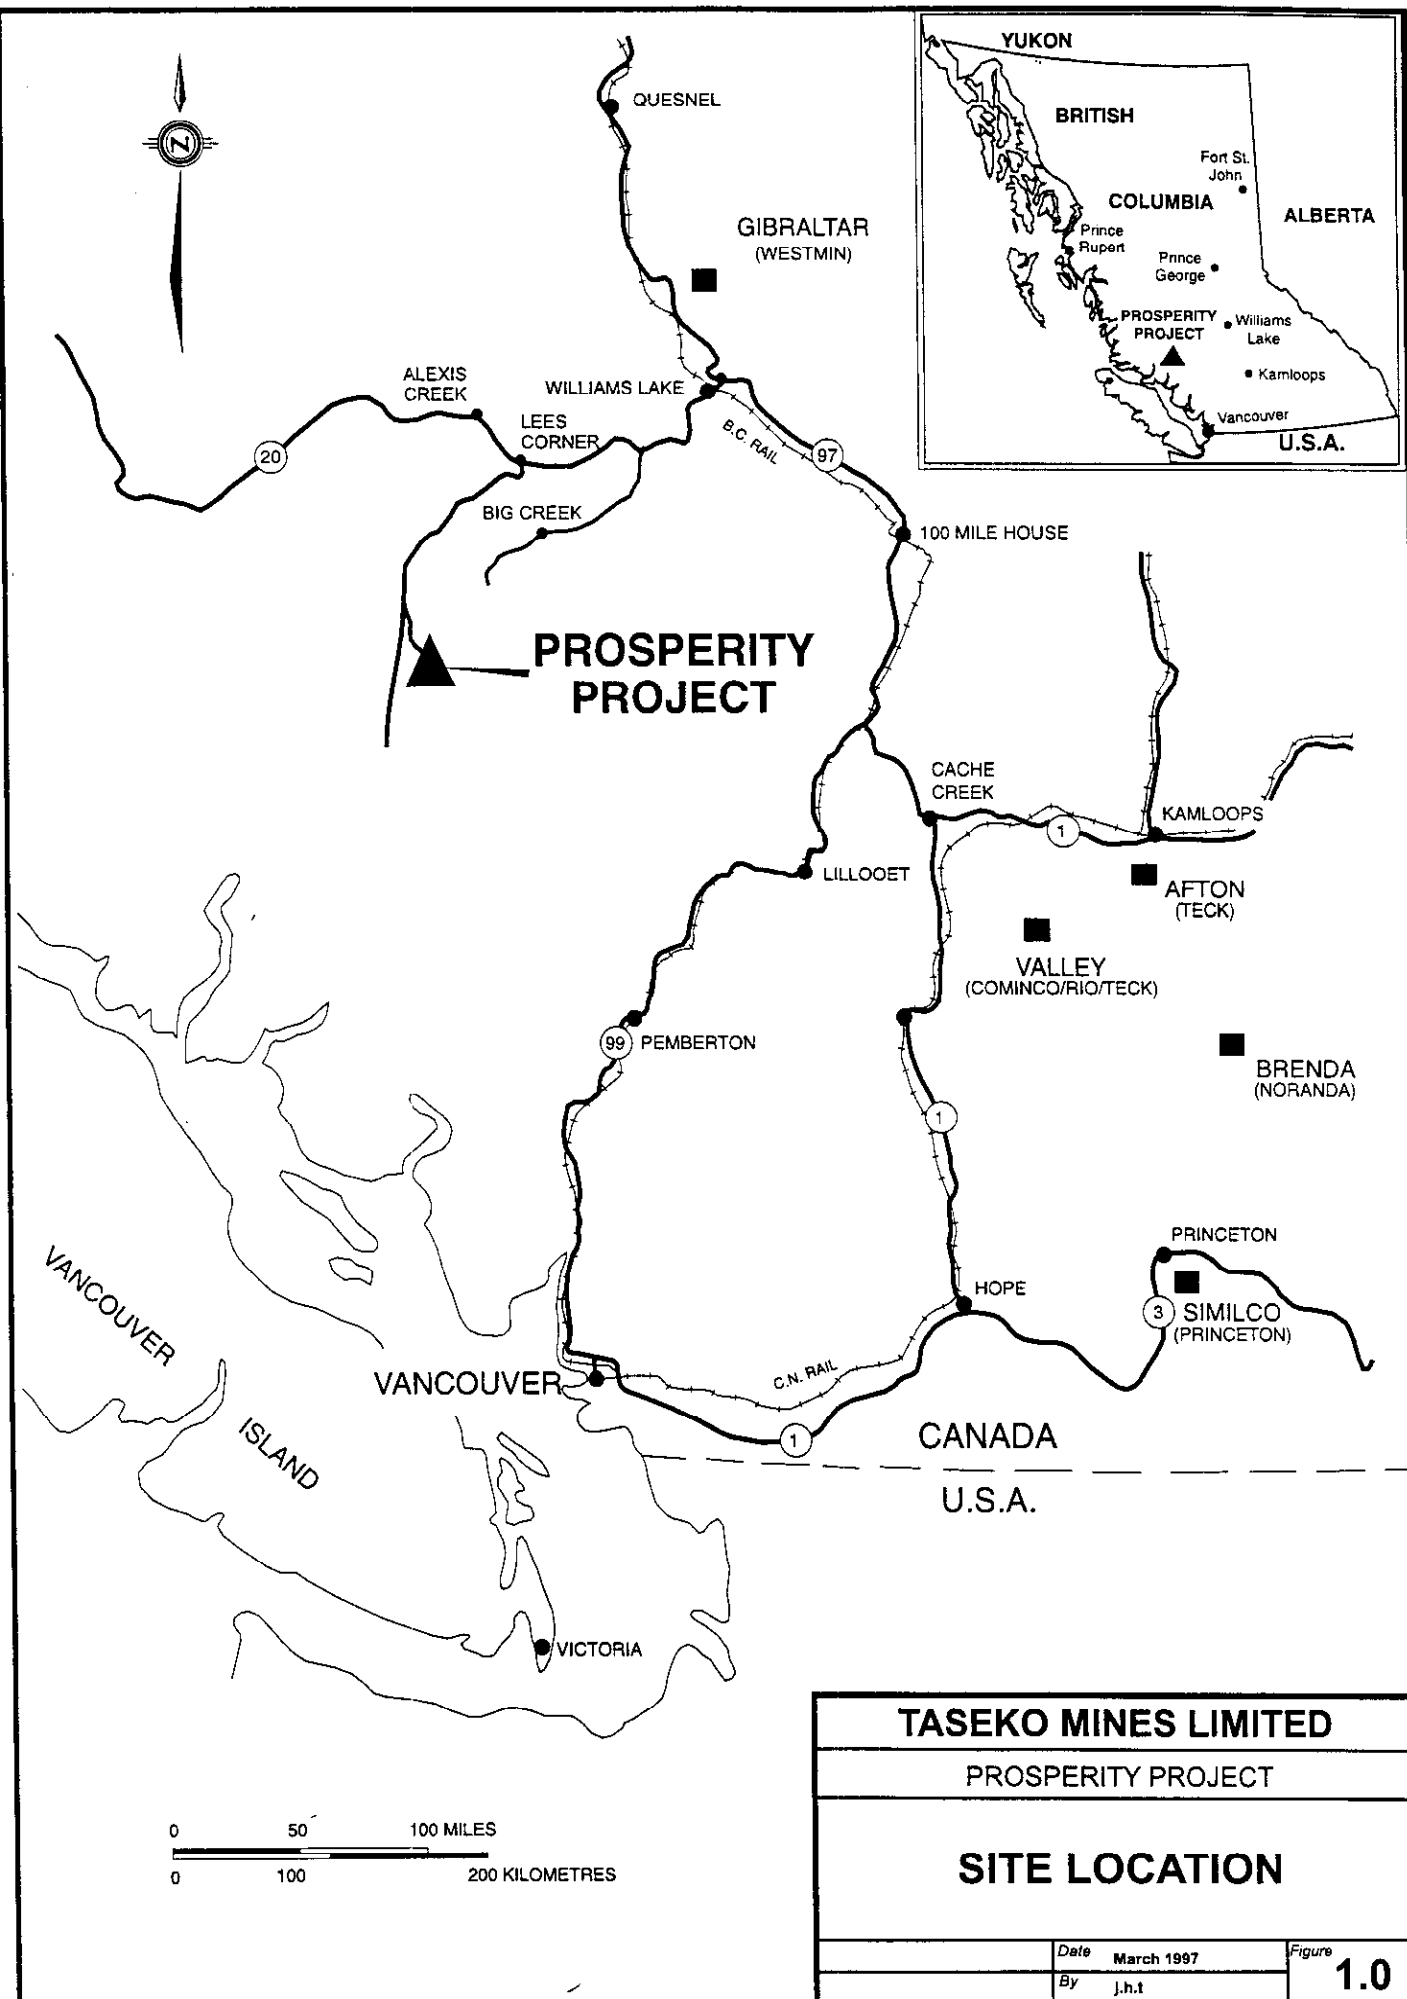 YUKON
BRITISH
COLUMBIA
Fort St.
John
ALBERTA
Prince
Rupert
Prince
George
PROSPERITY
PROJECT
Williams
Lake
Kamloops
Vancouver
U.S.A.
N
QUESNEL
GIBRALTAR
(WESTMIN)
ALEXIS
CREEK
WILLIAMS LAKE
LEES
CORNER
B.C. RAIL
20
97
BIG CREEK
100 MILE HOUSE
PROSPERITY
PROJECT
CACHE
CREEK
KAMLOOPS
1
LILLOOET
AFTON
(TECK)
VALLEY
(COMINCO/RIO/TECK)
99
PEMBERTON
BRENDA
(NORANDA)
1
PRINCETON
HOPE
3
SIMILCO
(PRINCETON)
VANCOUVER
ISLAND
VANCOUVER
C.N. RAIL
1
CANADA
U.S.A.
VICTORIA
0 50 100 MILES
0 100 200 KILOMETRES
TASEKO MINES LIMITED
PROSPERITY PROJECT
SITE LOCATION
Date March 1997
By j.h.t
Figure 1.0